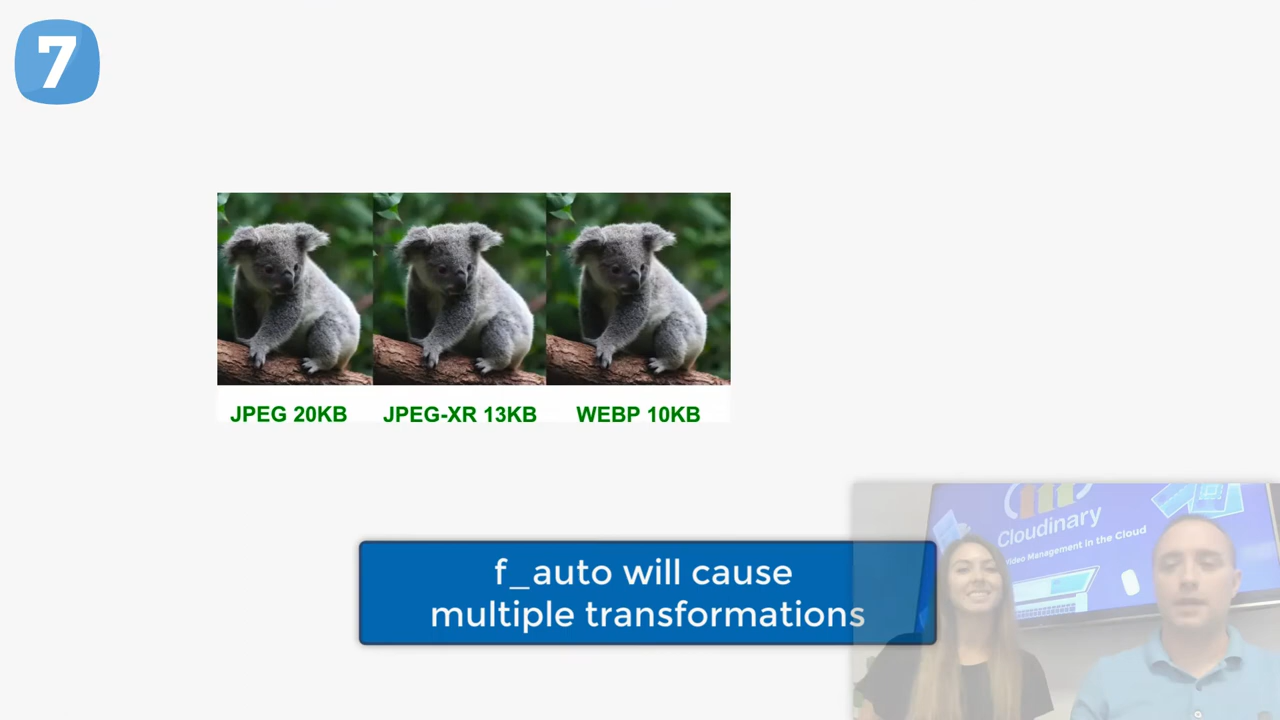 7
JPEG 20KB JPEG-XR 13KB WEBP 10KB
f_auto will cause
multiple transformations
Cloudinary
Video Management in the Cloud